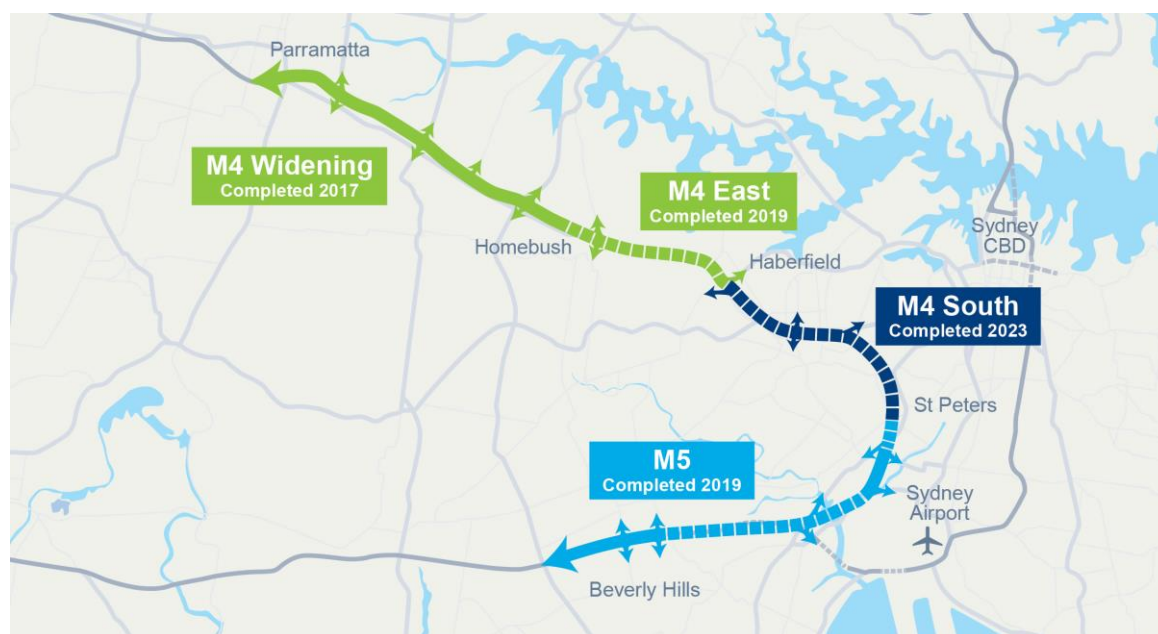 Parramatta
M4 Widening
Completed 2017
M4 East
Completed 2019
Sydney
CBD
Homebush
Haberfield
M4 South
Completed 2023
St Peters
M5
Completed 2019
Sydney
Airport
Beverly Hills